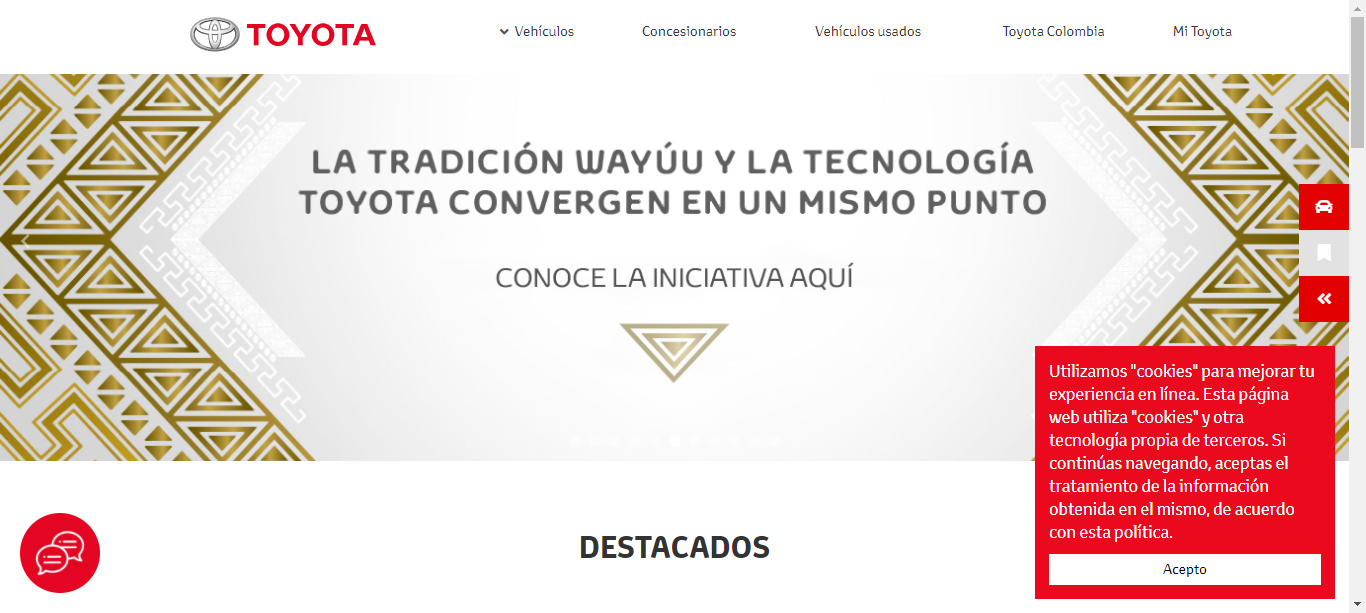 TOYOTA
Vehículos
Concesionarios
Vehículos usados
Toyota Colombia
Mi Toyota
LA TRADICIÓN WAYÚU Y LA TECNOLOGÍA
TOYOTA CONVERGEN EN UN MISMO PUNTO
CONOCE LA INICIATIVA AQUÍ
Utilizamos "cookies" para mejorar tu
experiencia en línea. Esta página
web utiliza "cookies" y otra
tecnología propia de terceros. Si
continúas navegando, aceptas el
tratamiento de la información
obtenida en el mismo, de acuerdo
con esta política.
Acepto
DESTACADOS